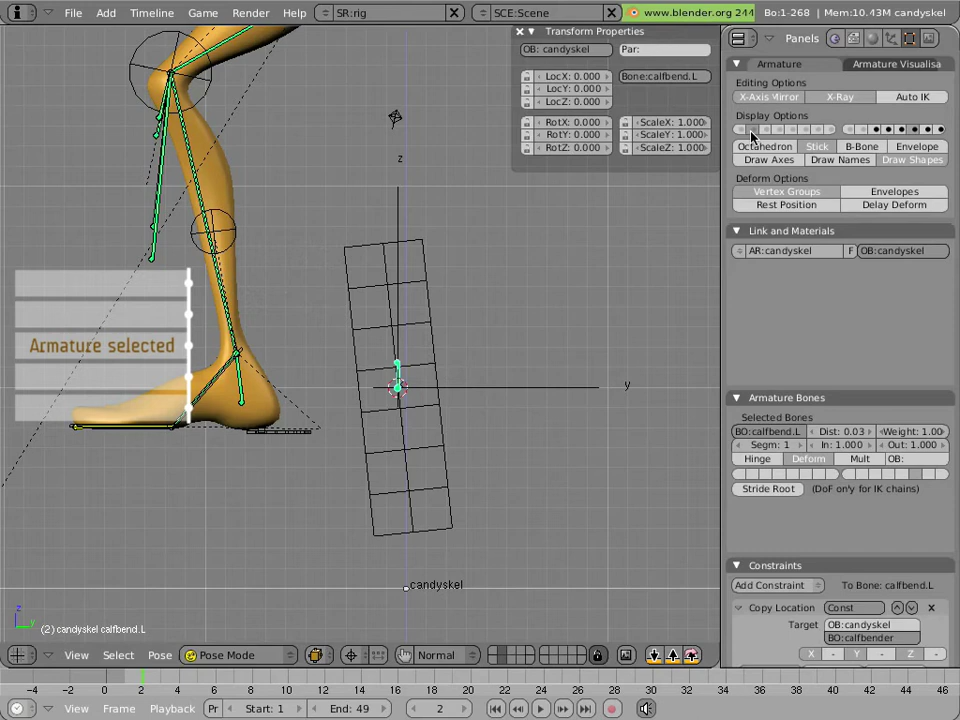 File Add Timeline Game Render Help SR:rig SCE:Scene www.blender.org 244 Bo:1-268 | Mem:10.43M candyskel
Transform Properties
OB: candyskel Par:
LocX: 0.000 Bone:calfbend.L
LocY: 0.000
LocZ: 0.000
RotX: 0.000 ScaleX: 1.000
RotY: 0.000 ScaleY: 1.000
RotZ: 0.000 ScaleZ: 1.000
z
y
Armature selected
candyskel
z
y
(2) candyskel calfbend.L
Panels
Armature Armature Visualisa
Editing Options
X-Axis Mirror X-Ray Auto IK
Display Options
Octahedron Stick B-Bone Envelope
Draw Axes Draw Names Draw Shapes
Deform Options
Vertex Groups Envelopes
Rest Position Delay Deform
Link and Materials
AR:candyskel F OB:candyskel
Armature Bones
Selected Bones
BO:calfbend.L Dist: 0.03 Weight: 1.00
Segm: 1 In: 1.000 Out: 1.000
Hinge Deform Mult OB:
Stride Root (DoF only for IK chains)
Constraints
Add Constraint To Bone: calfbend.L
Copy Location Const X
Target OB:candyskel
BO:calfbender
X - Y - Z -
View Select Pose Pose Mode Normal
-4 -2 0 2 4 6 8 10 12 14 16 18 20 22 24 26 28 30 32 34 36 38 40 42 44 46
View Frame Playback Pr Start: 1 End: 49 2